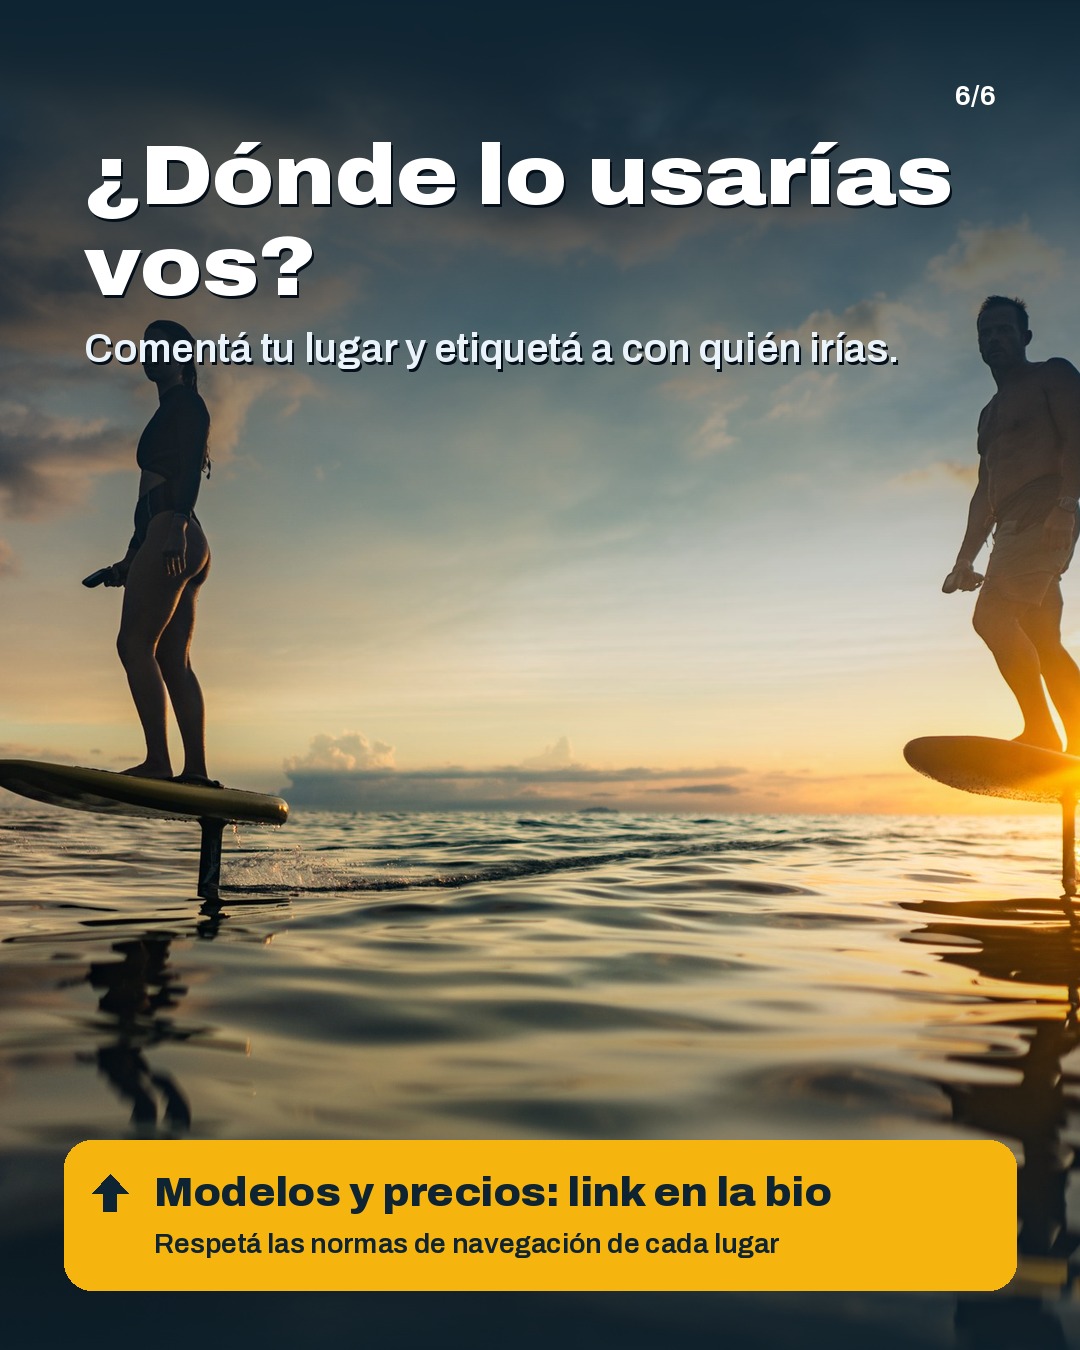 6/6
¿Dónde lo usarías
vos?
Comentá tu lugar y etiquetá a con quién irías.
Modelos y precios: link en la bio
Respetá las normas de navegación de cada lugar